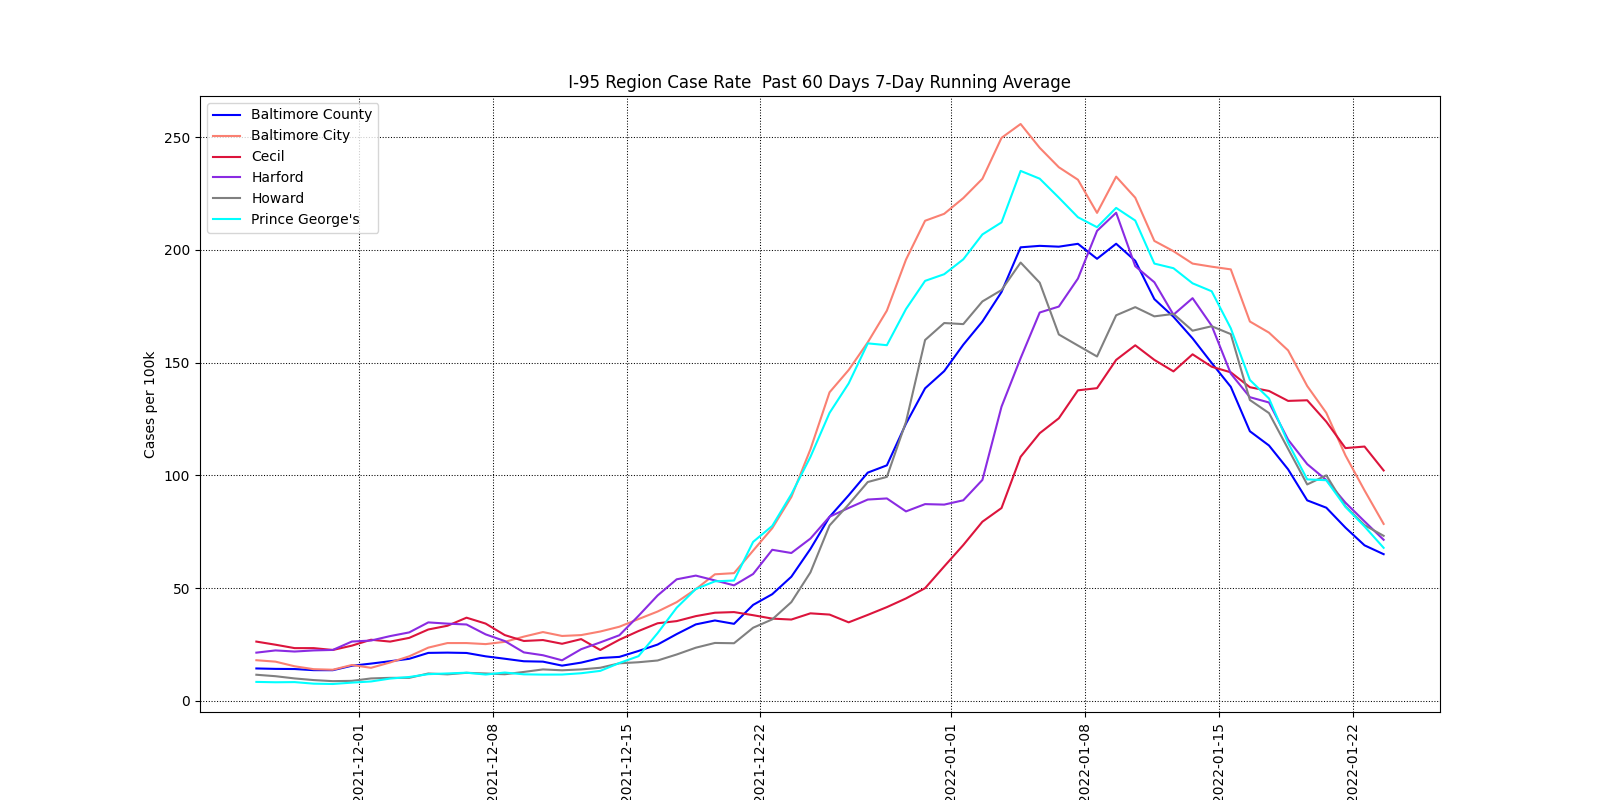 I-95 Region Case Rate  Past 60 Days 7-Day Running Average
Baltimore County
Baltimore City
Cecil
Harford
Howard
Prince George's
Cases per 100k
250
200
150
100
50
0
2021-12-01
2021-12-08
2021-12-15
2021-12-22
2022-01-01
2022-01-08
2022-01-15
2022-01-22